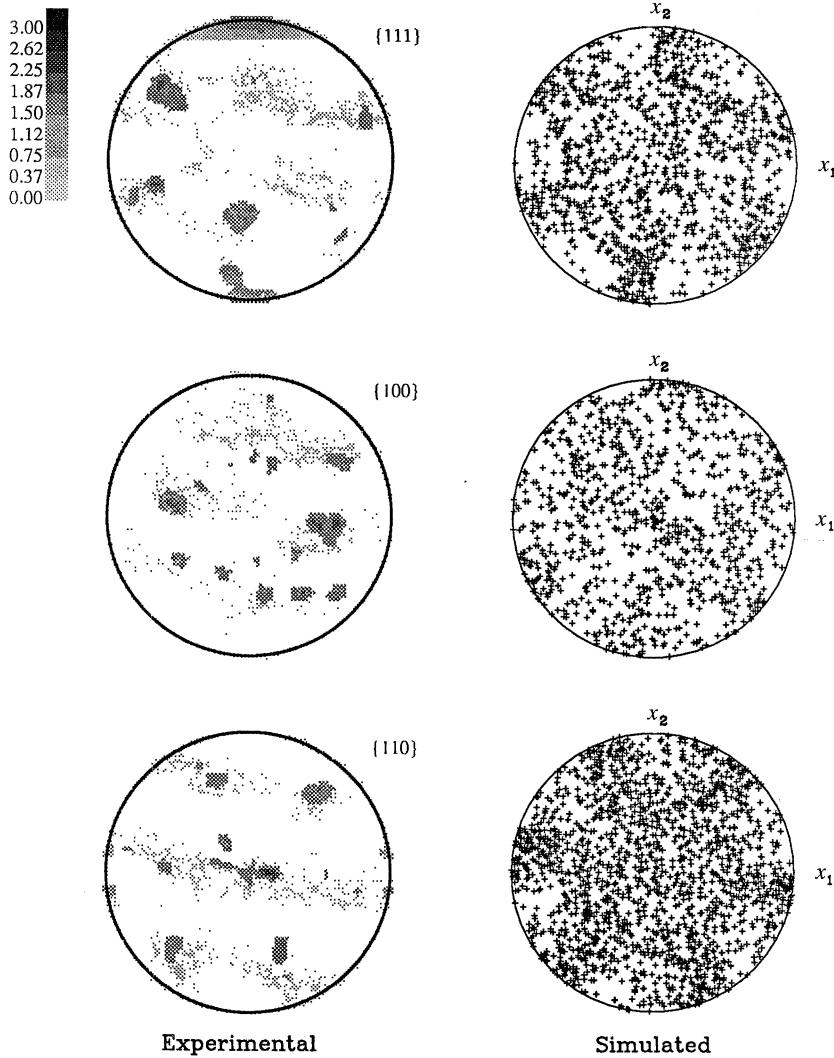 3.00
2.62
2.25
1.87
1.50
1.12
0.75
0.37
0.00
{111}
x2
x1
{100}
x2
x1
{110}
x2
x1
Experimental
Simulated